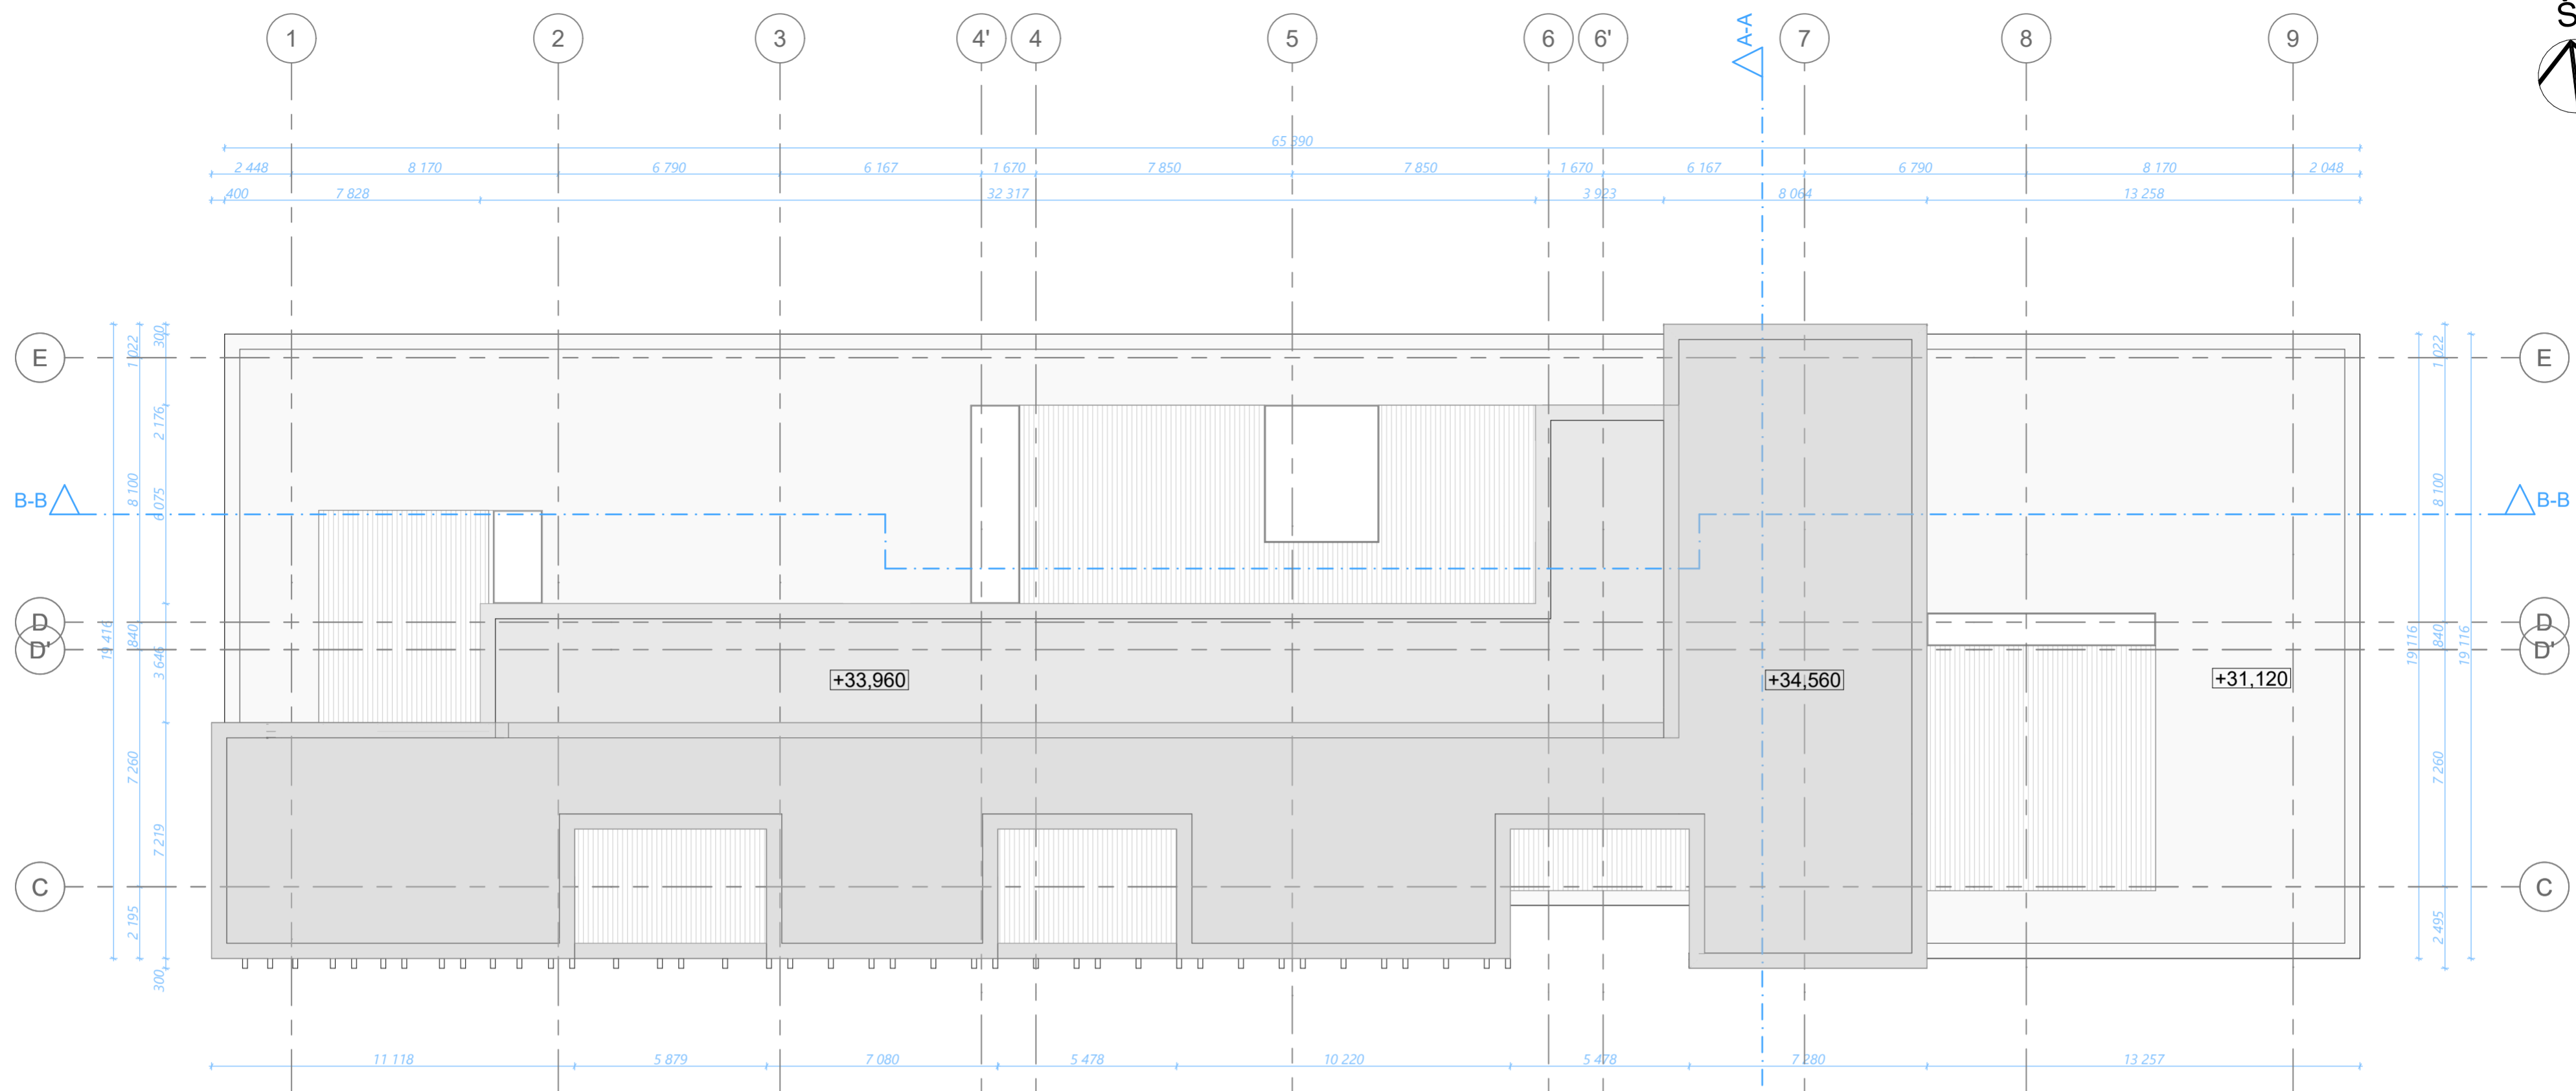 1 2 3 4' 4 5 6 6' A-A 7 8 9 Š
65 390
2 448 8 170 6 790 6 167 1 670 7 850 7 850 1 670 6 167 6 790 8 170 2 048
400 7 828 32 317 3 923 8 064 13 258
E 1 022 300 1 022 E
2 176
B-B 8 100 6 075 8 100 B-B
D D
D' 19 416 840 3 646 19 116 840 19 116 D'
+33,960 +34,560 +31,120
7 260 7 260
7 219
C C
2 195 2 495
300
11 118 5 879 7 080 5 478 10 220 5 478 7 280 13 257